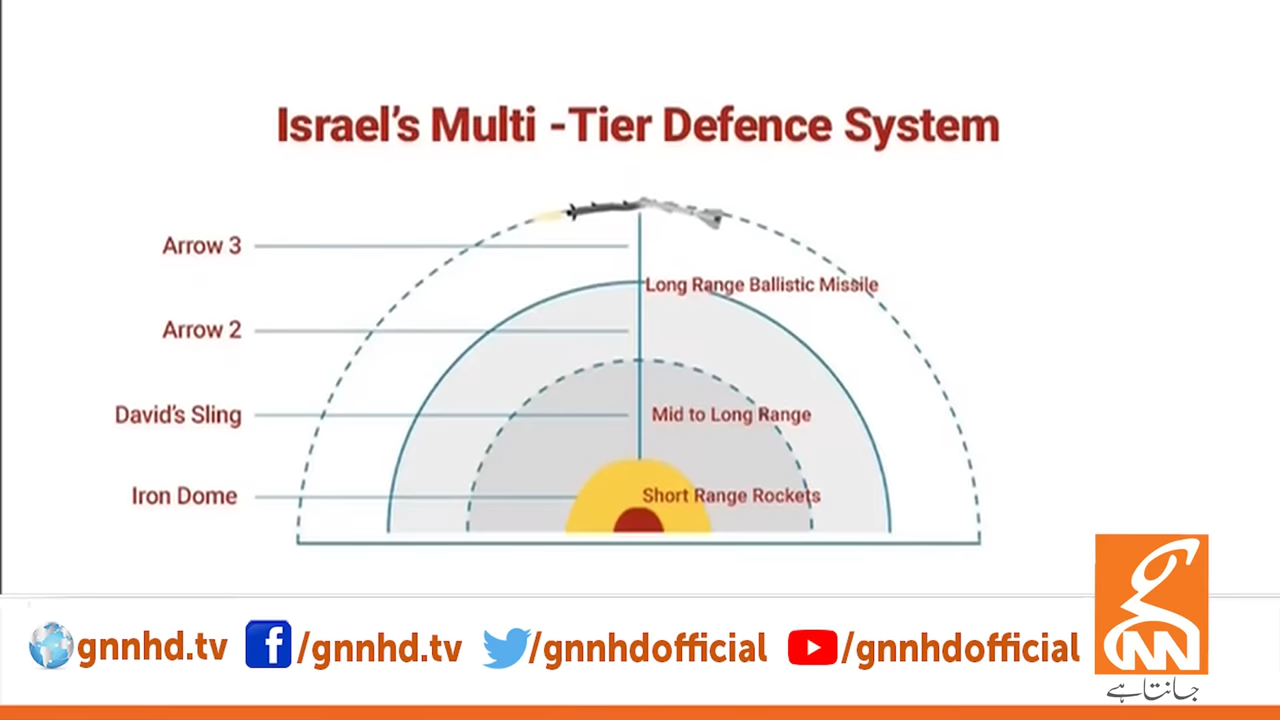 Israel's Multi -Tier Defence System
Arrow 3
Long Range Ballistic Missile
Arrow 2
David's Sling
Mid to Long Range
Iron Dome
Short Range Rockets
gnnhd.tv
/gnnhd.tv
/gnnhdofficial
/gnnhdofficial
GNN
جانتا ہے